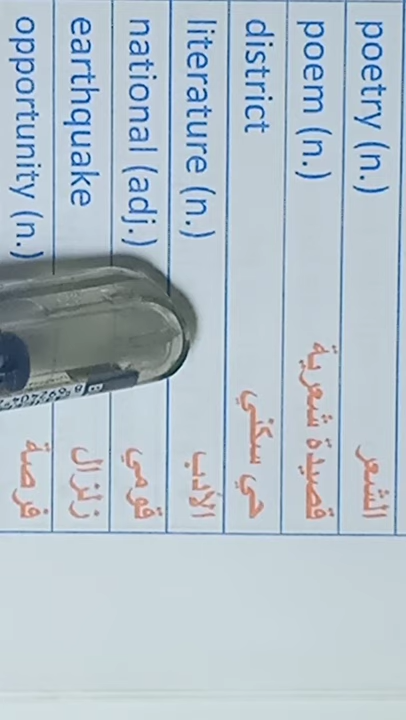 poetry (n.) الشعر
poem (n.) قصيدة شعرية
district حي سكني
literature (n.) الأدب
national (adj.) قومي
earthquake زلزال
opportunity (n.) فرصة